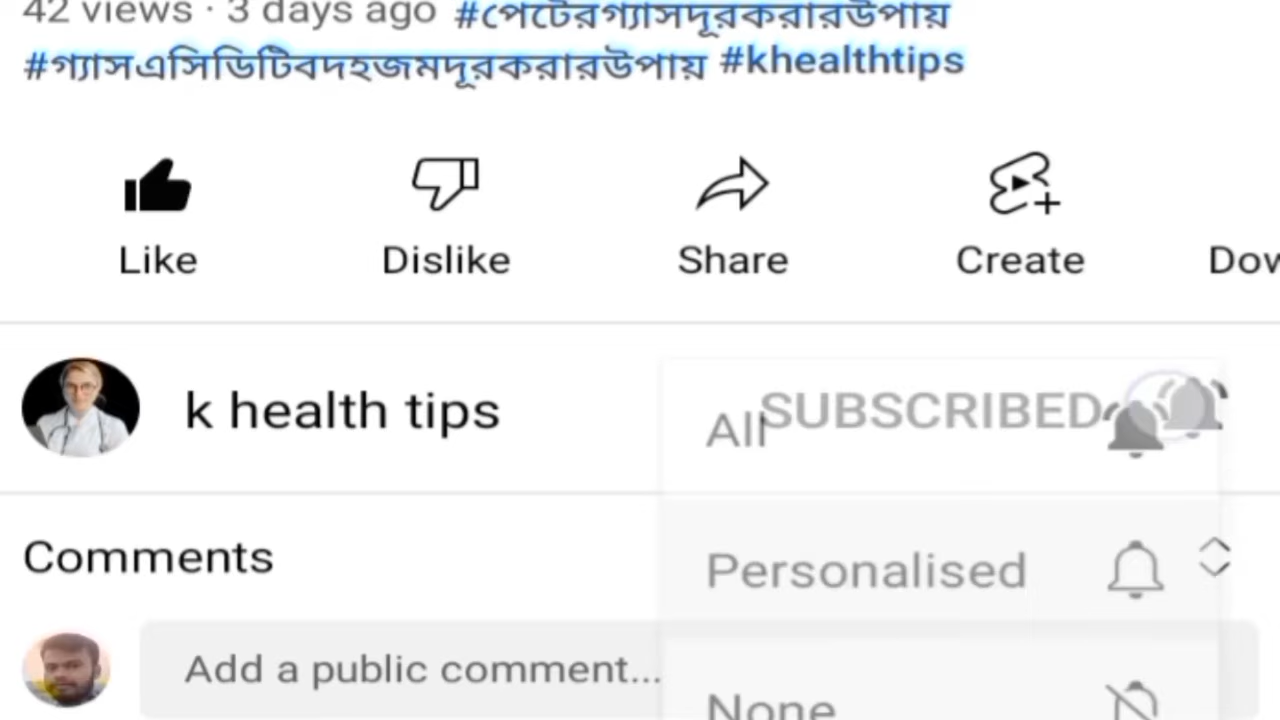 42 views · 3 days ago #পেটেরগ্যাসদূরকরারউপায়
#গ্যাসএসিডিটিবদহজমদূরকরারউপায় #khealthtips
Like Dislike Share Create Dow
k health tips SUBSCRIBED
All
Comments
Personalised
Add a public comment...
None